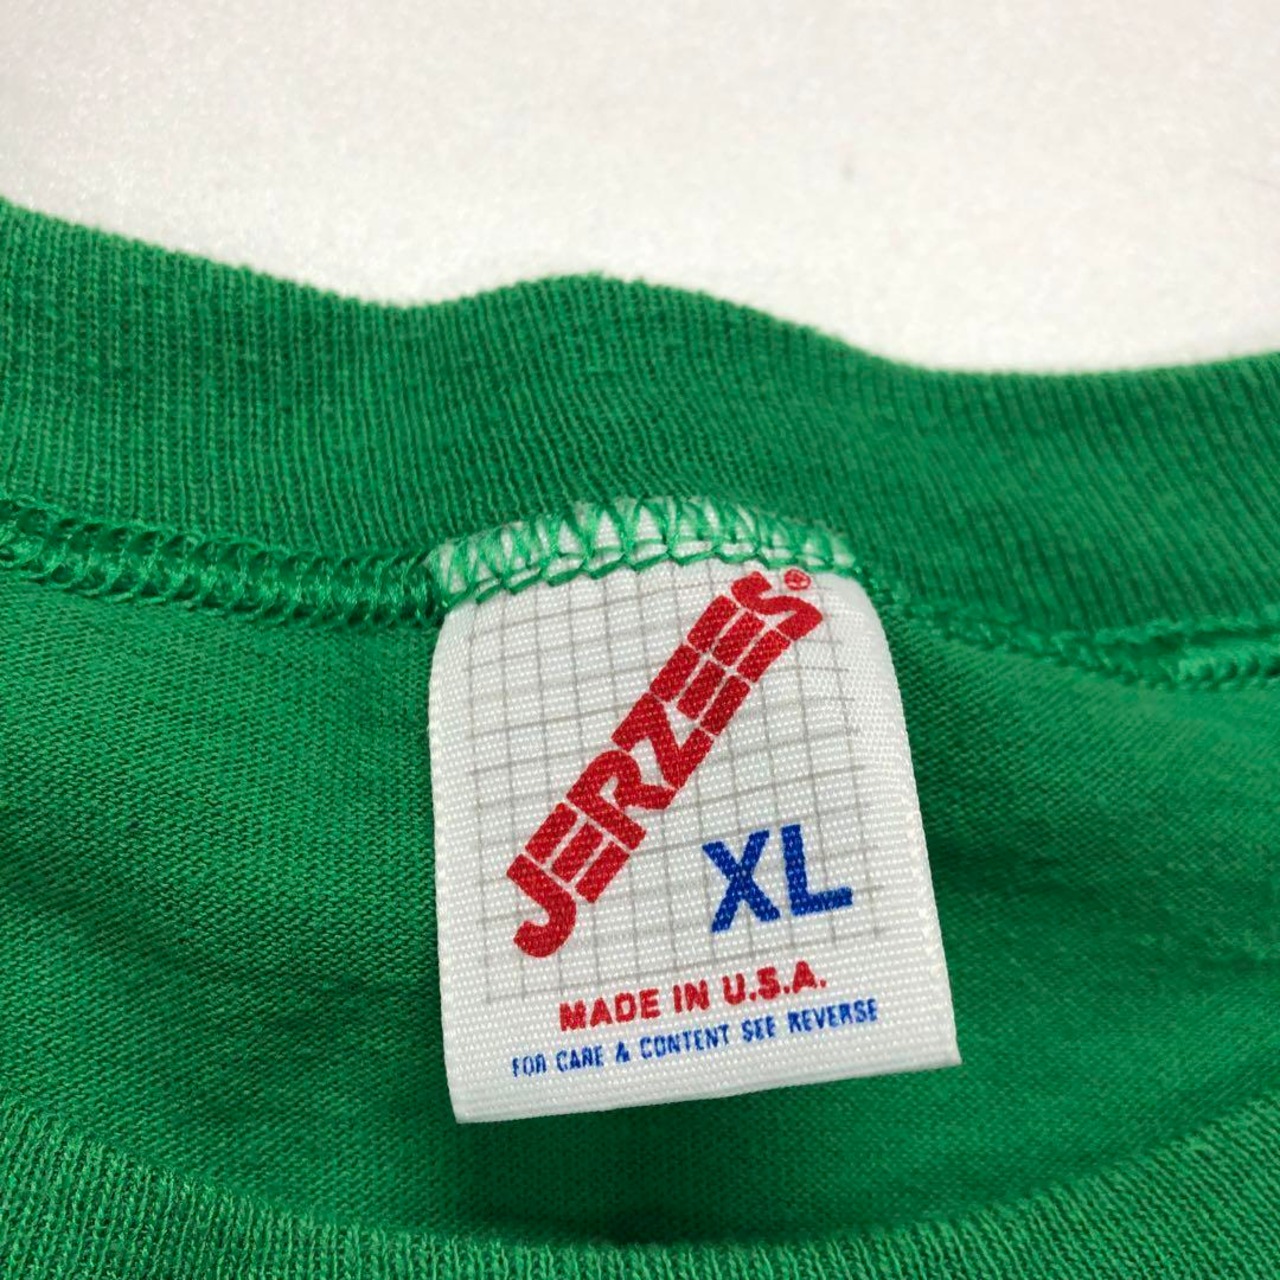 JERZEES®
XL
MADE IN U.S.A.
FOR CARE & CONTENT SEE REVERSE